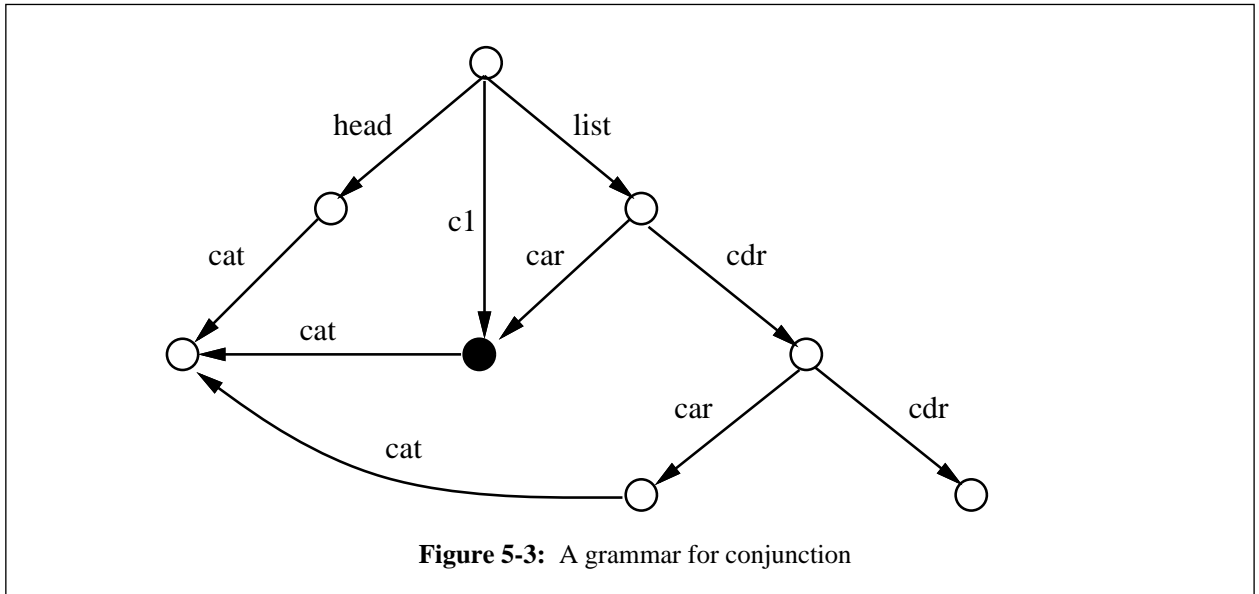 head
list
c1
cat
car
cdr
cat
car
cdr
cat
Figure 5-3: A grammar for conjunction